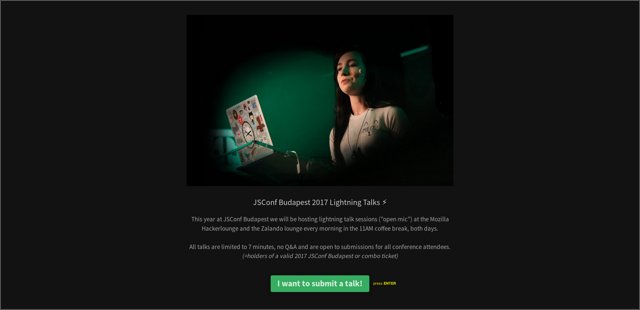 JSConf Budapest 2017 Lightning Talks ⚡
This year at JSConf Budapest we will be hosting lightning talk sessions ("open mic") at the Mozilla
Hackerlounge and the Zalando lounge every morning in the 11AM coffee break, both days.
All talks are limited to 7 minutes, no Q&A and are open to submissions for all conference attendees.
(=holders of a valid 2017 JSConf Budapest or combo ticket)
I want to submit a talk! press ENTER